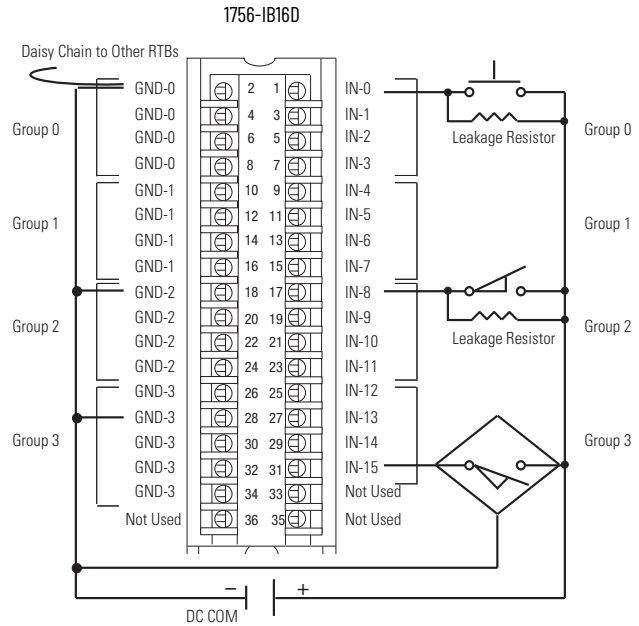 1756-IB16D
Daisy Chain to Other RTBs
GND-0 2 1 IN-0
GND-0 4 3 IN-1
Group 0 GND-0 6 5 IN-2 Leakage Resistor Group 0
GND-0 8 7 IN-3
GND-1 10 9 IN-4
GND-1 12 11 IN-5
Group 1 GND-1 14 13 IN-6 Group 1
GND-1 16 15 IN-7
GND-2 18 17 IN-8
GND-2 20 19 IN-9
Group 2 GND-2 22 21 IN-10 Leakage Resistor Group 2
GND-2 24 23 IN-11
GND-3 26 25 IN-12
GND-3 28 27 IN-13
Group 3 GND-3 30 29 IN-14 Group 3
GND-3 32 31 IN-15
GND-3 34 33 Not Used
Not Used 36 35 Not Used
– +
DC COM